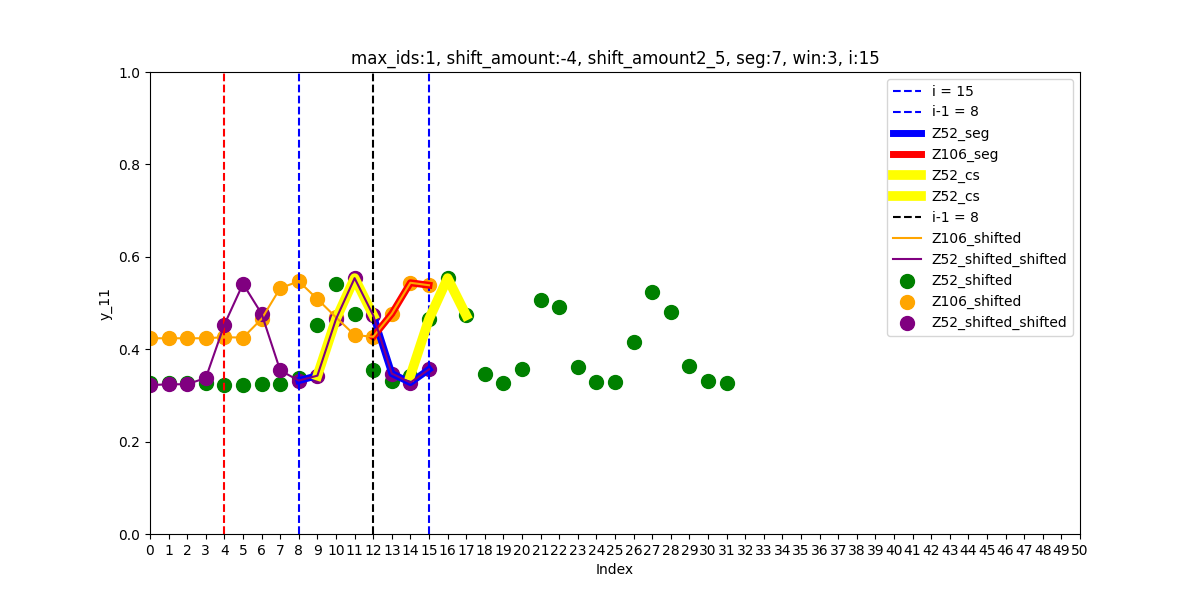 max_ids:1, shift_amount:-4, shift_amount2_5, seg:7, win:3, i:15
1.0
0.8
0.6
0.4
0.2
0.0
y_11
i = 15
i-1 = 8
Z52_seg
Z106_seg
Z52_cs
Z52_cs
i-1 = 8
Z106_shifted
Z52_shifted_shifted
Z52_shifted
Z106_shifted
Z52_shifted_shifted
0 1 2 3 4 5 6 7 8 9 10 11 12 13 14 15 16 17 18 19 20 21 22 23 24 25 26 27 28 29 30 31 32 33 34 35 36 37 38 39 40 41 42 43 44 45 46 47 48 49 50
Index